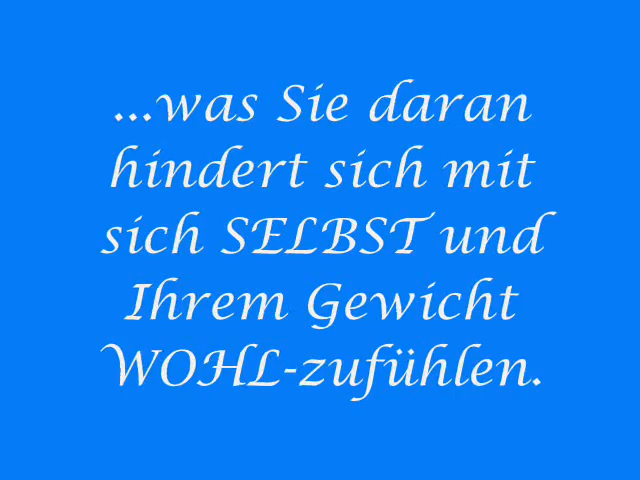 ...was Sie daran
hindert sich mit
sich SELBST und
Ihrem Gewicht
WOHL-zufühlen.